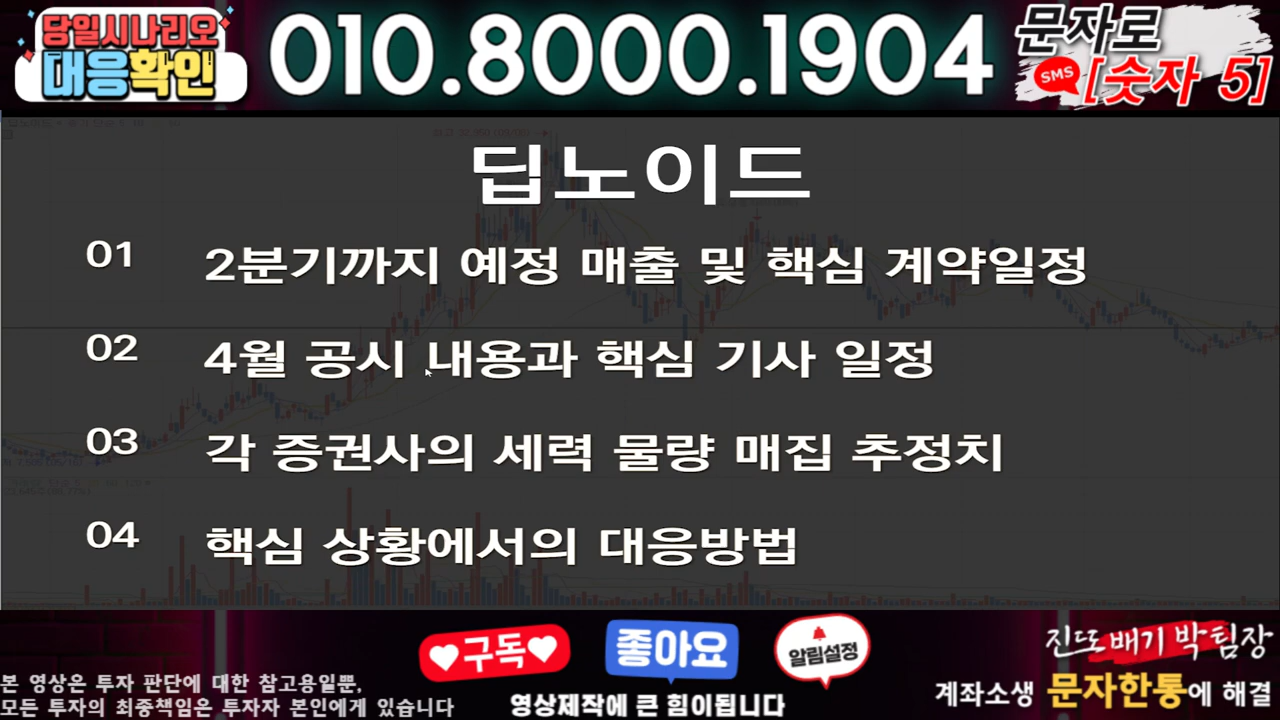 당일시나리오
대응확인
010.8000.1904
문자로
SMS [숫자 5]
딥노이드
01 2분기까지 예정 매출 및 핵심 계약일정
02 4월 공시 내용과 핵심 기사 일정
03 각 증권사의 세력 물량 매집 추정치
04 핵심 상황에서의 대응방법
구독
좋아요
알림설정
영상제작에 큰 힘이됩니다
본 영상은 투자 판단에 대한 참고용일뿐,
모든 투자의 최종책임은 투자자 본인에게 있습니다
진또배기 박팀장
계좌소생 문자한통에 해결